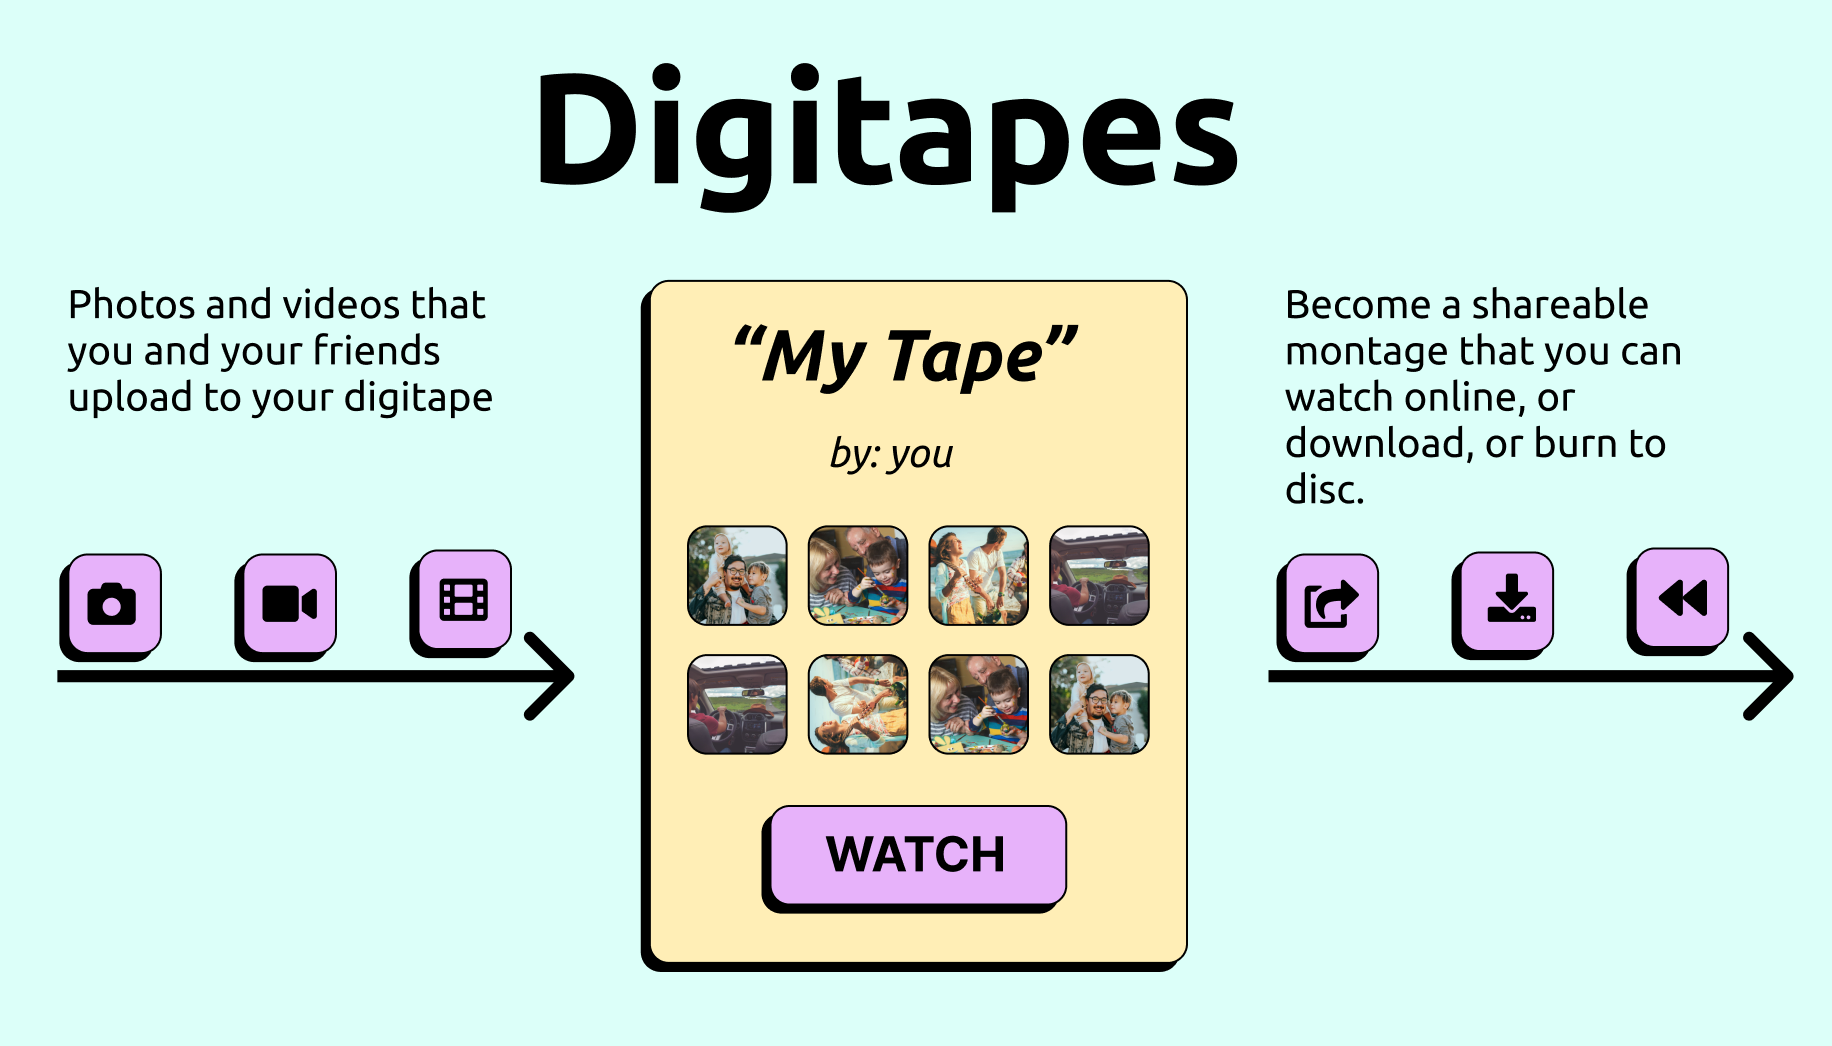 Digitapes
Photos and videos that
you and your friends
upload to your digitape
“My Tape”
by: you
WATCH
Become a shareable
montage that you can
watch online, or
download, or burn to
disc.